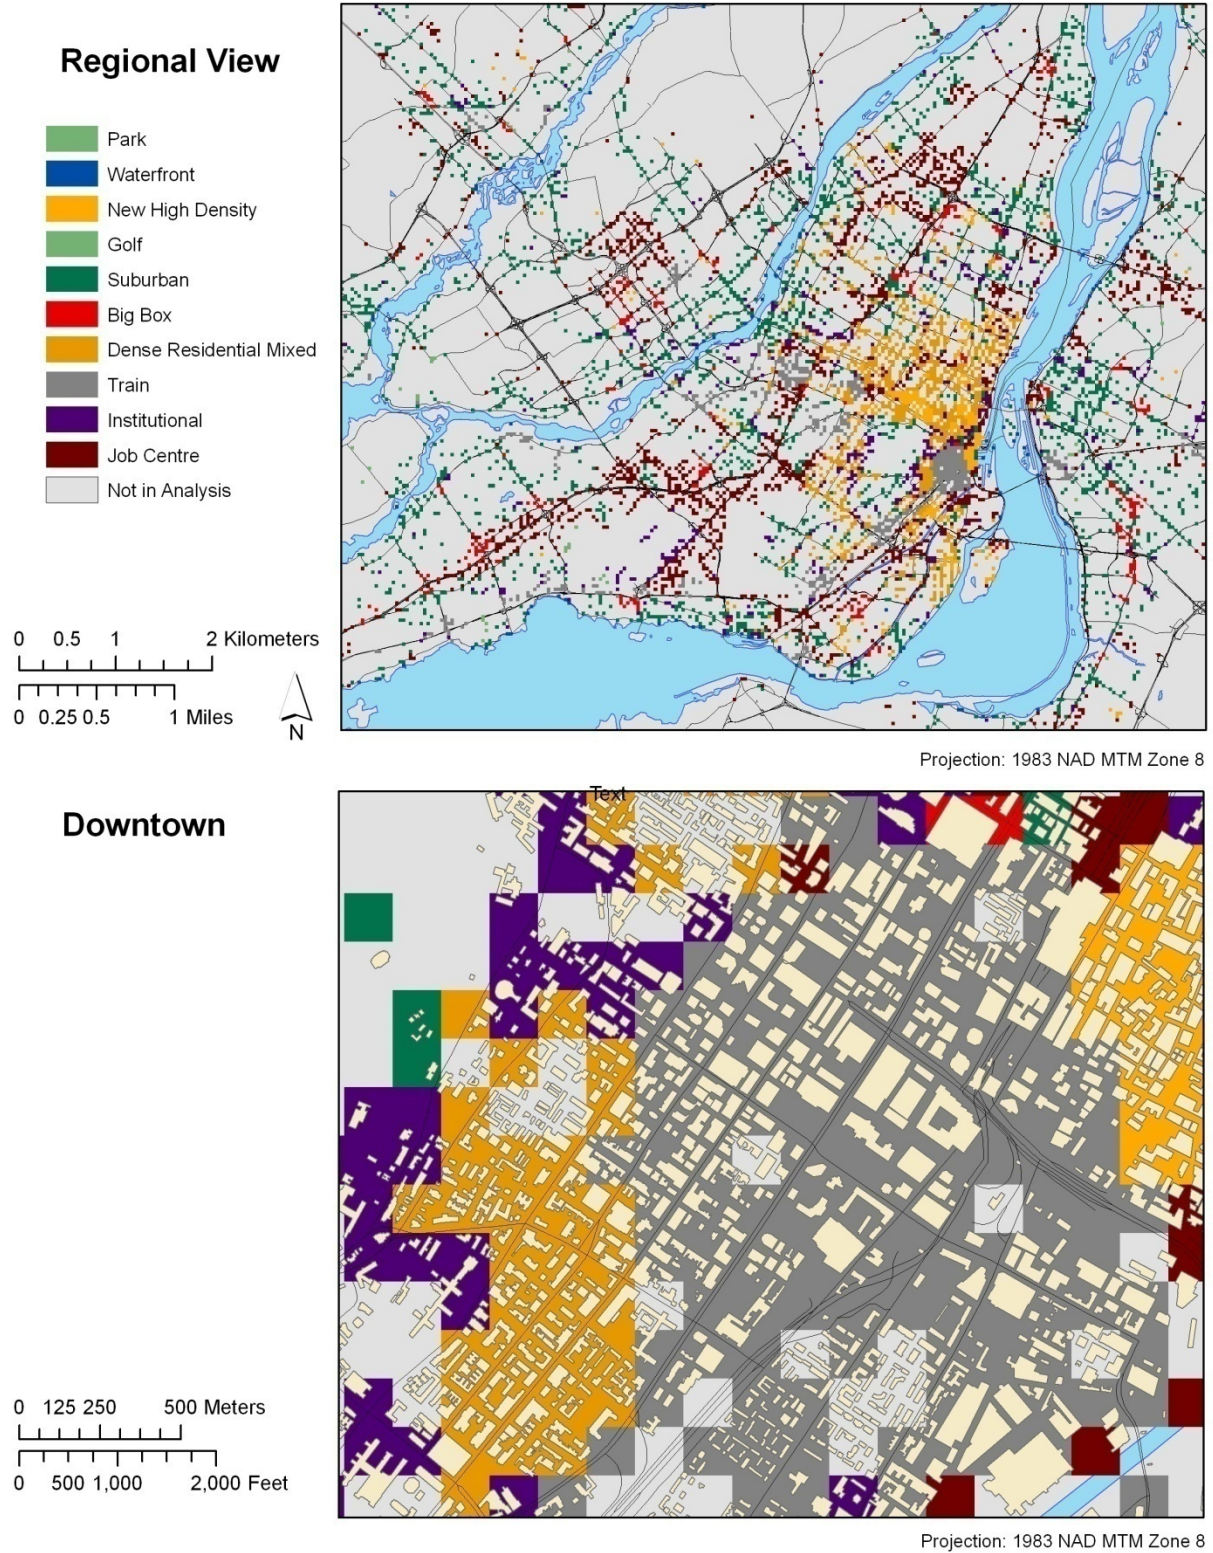 Regional View
Park
Waterfront
New High Density
Golf
Suburban
Big Box
Dense Residential Mixed
Train
Institutional
Job Centre
Not in Analysis
0 0.5 1 2 Kilometers
0 0.25 0.5 1 Miles
N
Projection: 1983 NAD MTM Zone 8
Downtown
Text
0 125 250 500 Meters
0 500 1,000 2,000 Feet
Projection: 1983 NAD MTM Zone 8